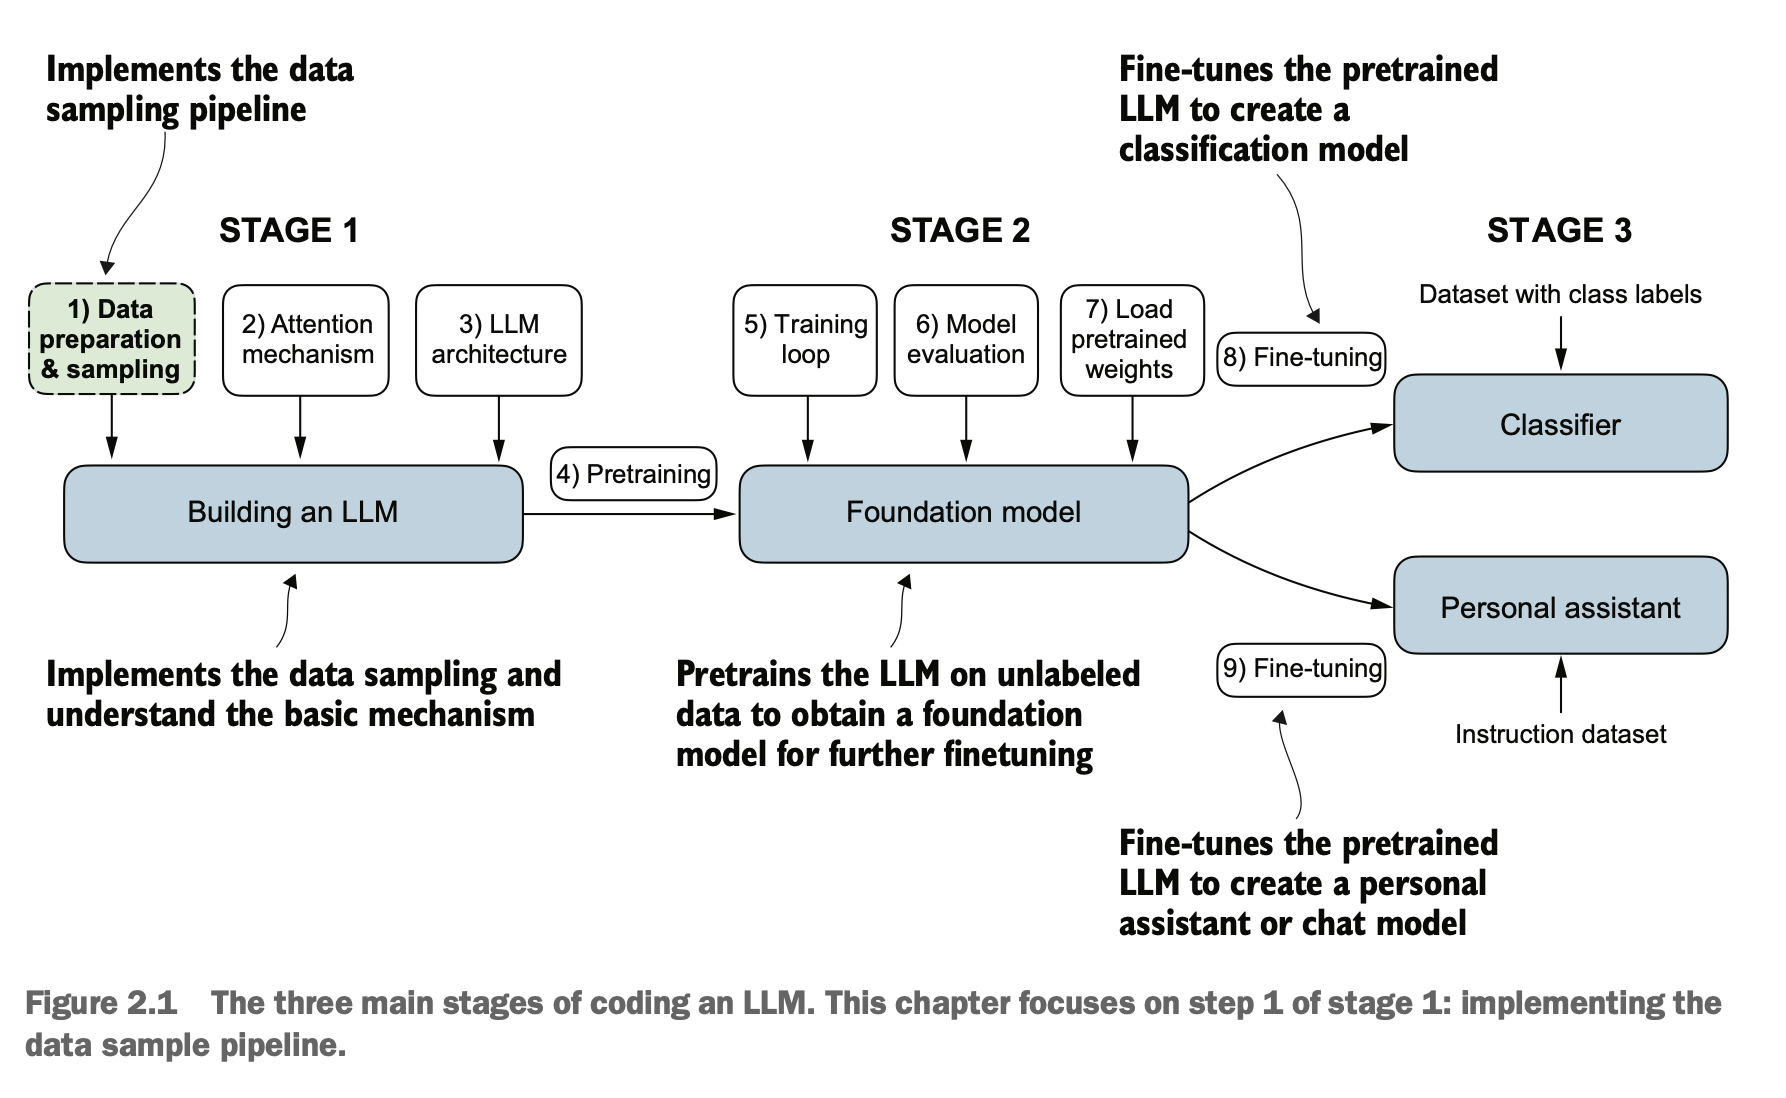 Implements the data
sampling pipeline
Fine-tunes the pretrained
LLM to create a
classification model
STAGE 1
STAGE 2
STAGE 3
1) Data
preparation
& sampling
2) Attention
mechanism
3) LLM
architecture
5) Training
loop
6) Model
evaluation
7) Load
pretrained
weights
8) Fine-tuning
Dataset with class labels
Classifier
4) Pretraining
Building an LLM
Foundation model
Personal assistant
9) Fine-tuning
Instruction dataset
Implements the data sampling and
understand the basic mechanism
Pretrains the LLM on unlabeled
data to obtain a foundation
model for further finetuning
Fine-tunes the pretrained
LLM to create a personal
assistant or chat model
Figure 2.1 The three main stages of coding an LLM. This chapter focuses on step 1 of stage 1: implementing the
data sample pipeline.